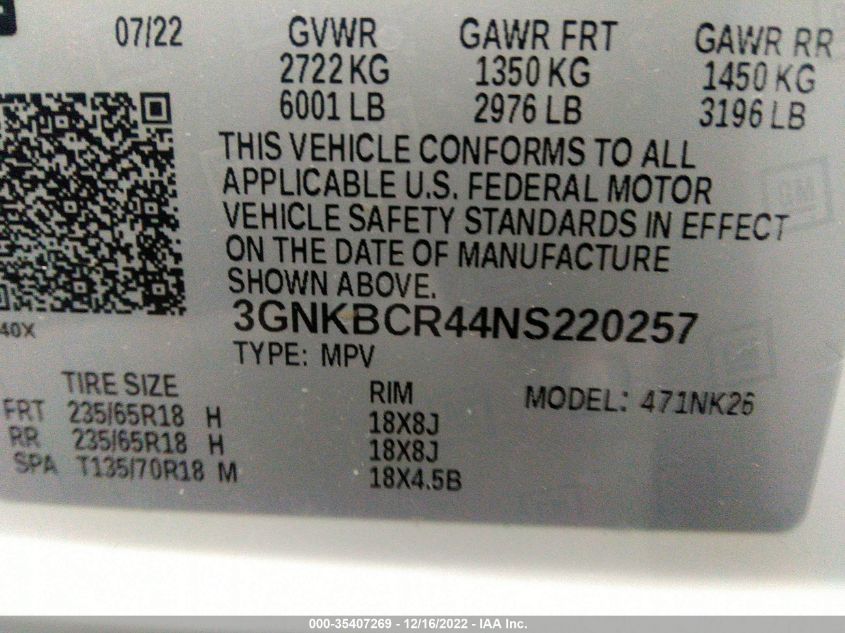 07/22 GVWR GAWR FRT GAWR RR
2722 KG 1350 KG 1450 KG
6001 LB 2976 LB 3196 LB
THIS VEHICLE CONFORMS TO ALL
APPLICABLE U.S. FEDERAL MOTOR
VEHICLE SAFETY STANDARDS IN EFFECT
ON THE DATE OF MANUFACTURE
SHOWN ABOVE.
3GNKBCR44NS220257
40X
TYPE: MPV
TIRE SIZE RIM MODEL: 471NK26
FRT 235/65R18 H 18X8J
RR 235/65R18 H 18X8J
SPA T135/70R18 M 18X4.5B
GM
000-35407269 - 12/16/2022 - IAA Inc.